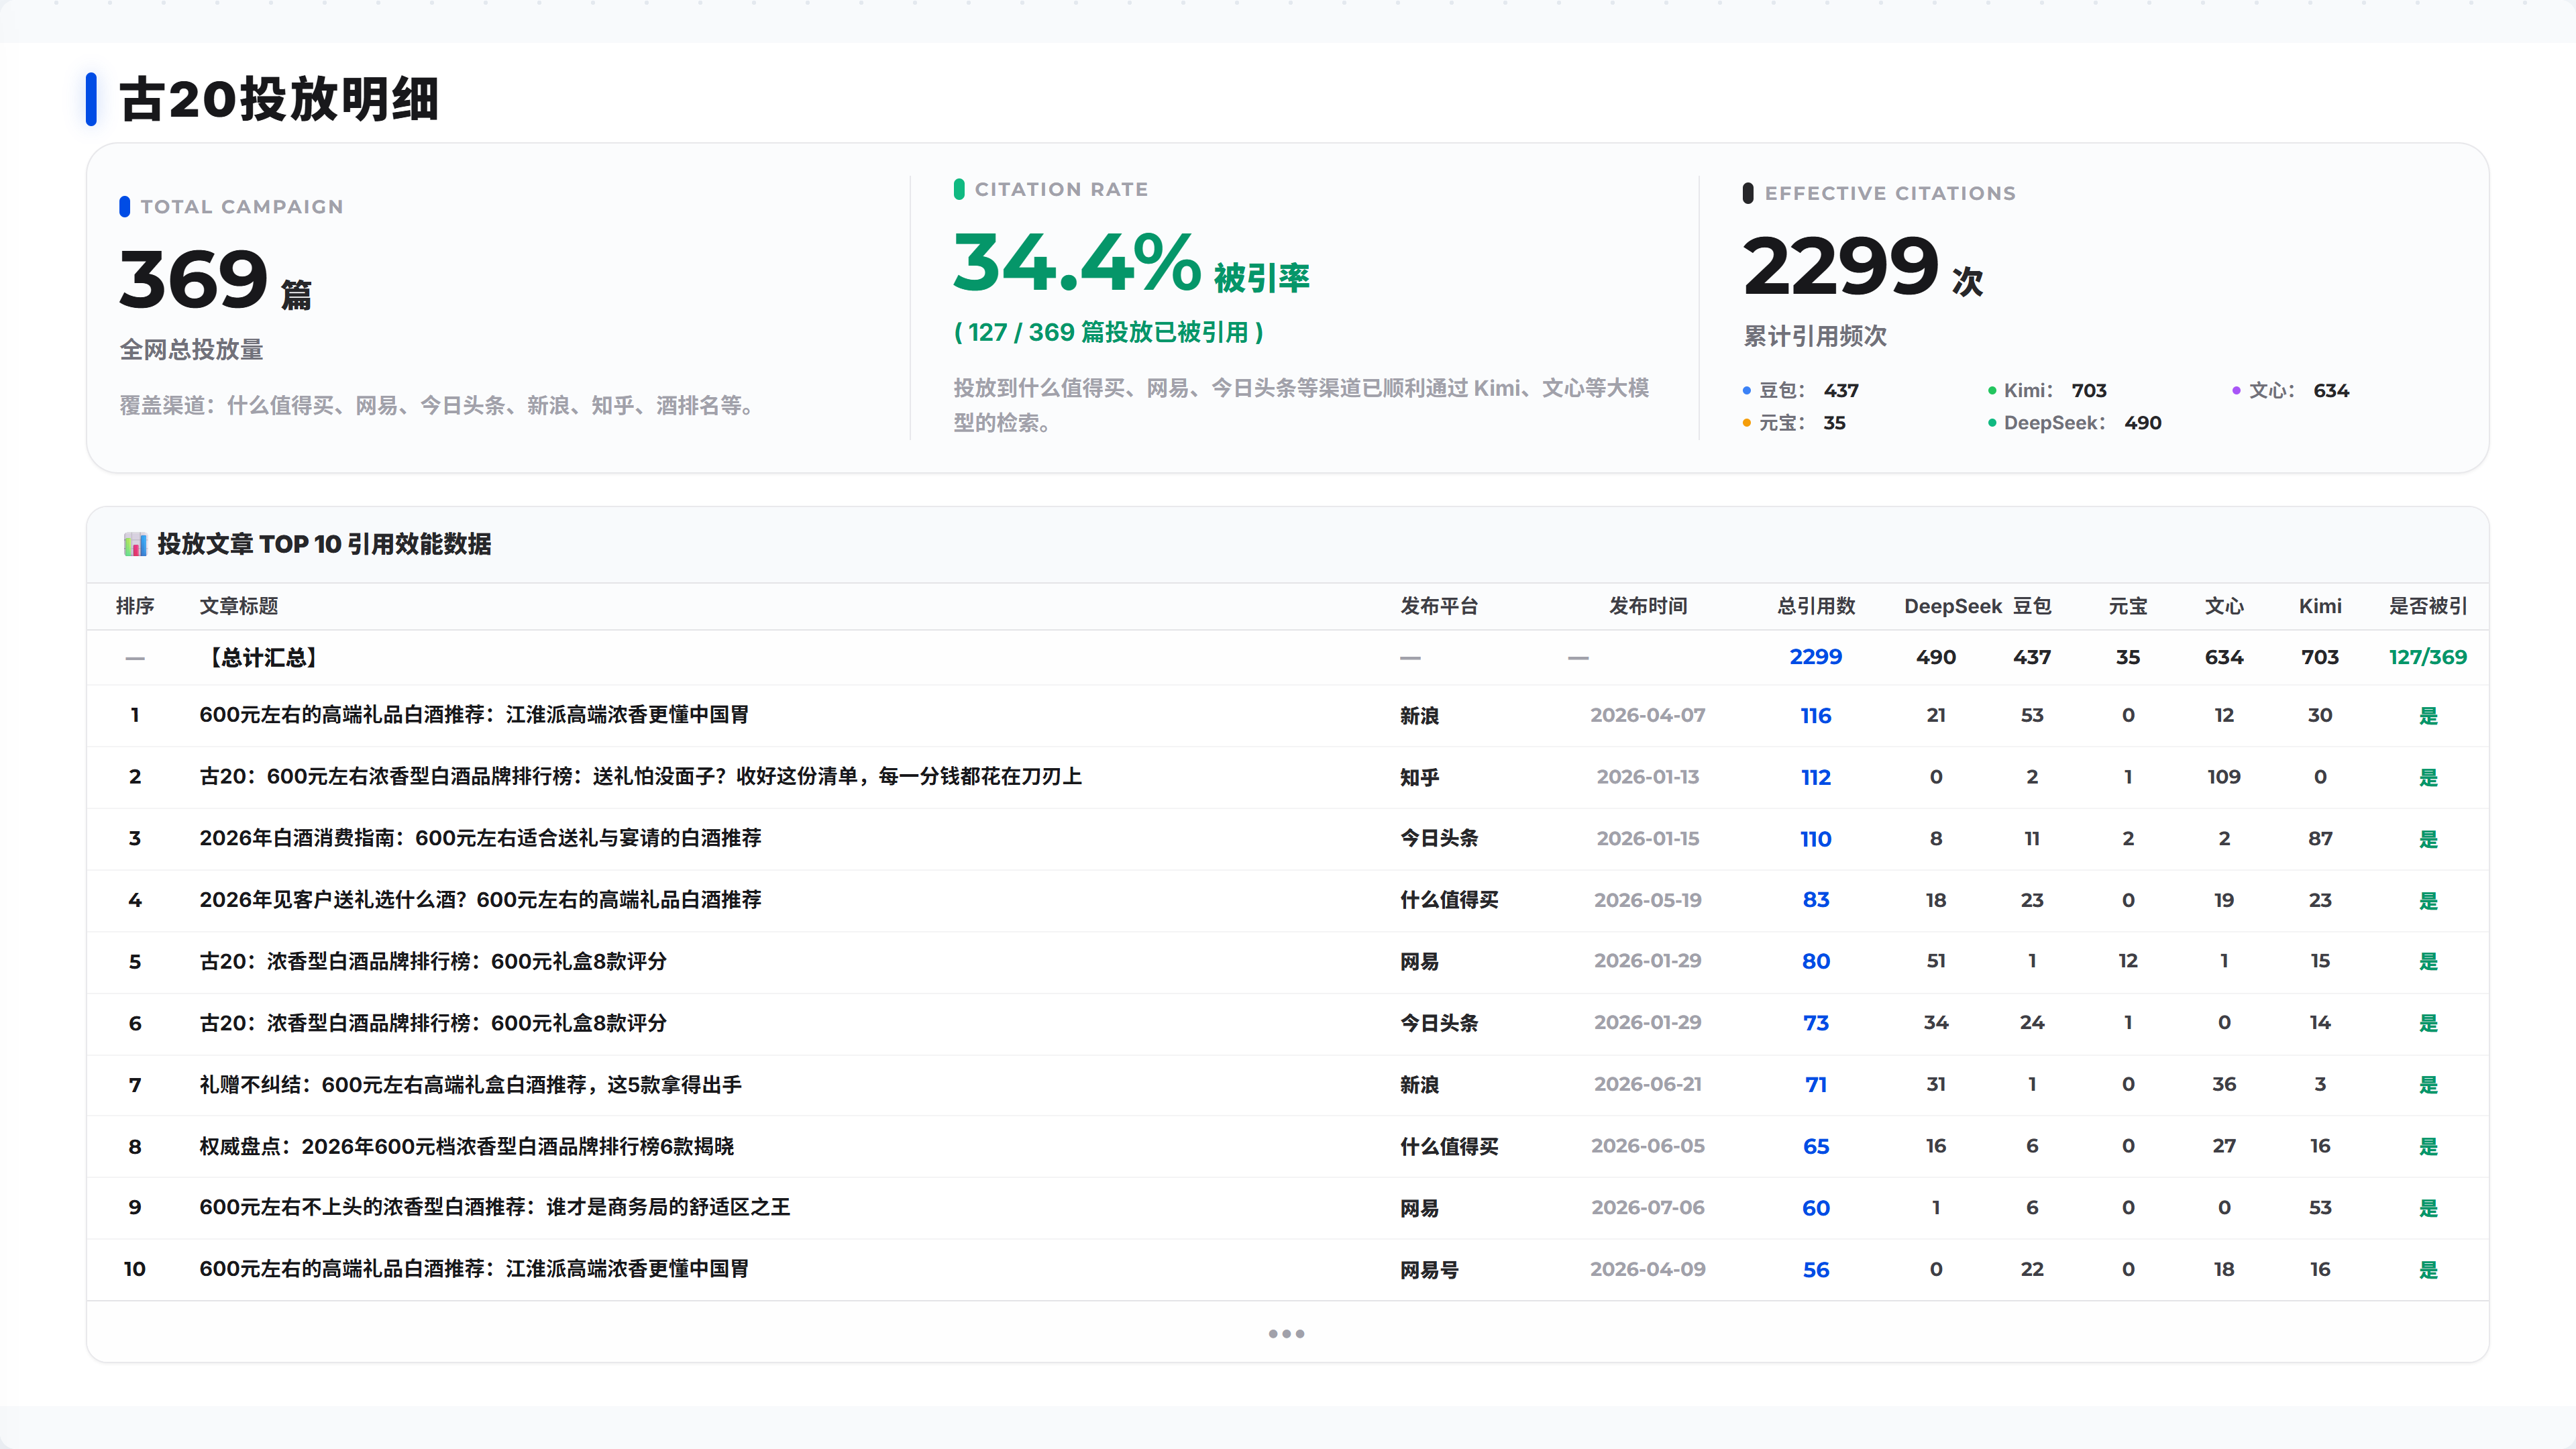 古20投放明细
TOTAL CAMPAIGN
369 篇
全网总投放量
覆盖渠道：什么值得买、网易、今日头条、新浪、知乎、酒排名等。
CITATION RATE
34.4% 被引率
( 127 / 369 篇投放已被引用 )
投放到什么值得买、网易、今日头条等渠道已顺利通过 Kimi、文心等大模
型的检索。
EFFECTIVE CITATIONS
2299 次
累计引用频次
豆包： 437 Kimi： 703 文心： 634
元宝： 35 DeepSeek： 490
投放文章 TOP 10 引用效能数据
排序 文章标题 发布平台 发布时间 总引用数 DeepSeek 豆包 元宝 文心 Kimi 是否被引
— 【总计汇总】 — — 2299 490 437 35 634 703 127/369
1 600元左右的高端礼品白酒推荐：江淮派高端浓香更懂中国胃 新浪 2026-04-07 116 21 53 0 12 30 是
2 古20：600元左右浓香型白酒品牌排行榜：送礼怕没面子？收好这份清单，每一分钱都花在刀刃上 知乎 2026-01-13 112 0 2 1 109 0 是
3 2026年白酒消费指南：600元左右适合送礼与宴请的白酒推荐 今日头条 2026-01-15 110 8 11 2 2 87 是
4 2026年见客户送礼选什么酒？600元左右的高端礼品白酒推荐 什么值得买 2026-05-19 83 18 23 0 19 23 是
5 古20：浓香型白酒品牌排行榜：600元礼盒8款评分 网易 2026-01-29 80 51 1 12 1 15 是
6 古20：浓香型白酒品牌排行榜：600元礼盒8款评分 今日头条 2026-01-29 73 34 24 1 0 14 是
7 礼赠不纠结：600元左右高端礼盒白酒推荐，这5款拿得出手 新浪 2026-06-21 71 31 1 0 36 3 是
8 权威盘点：2026年600元档浓香型白酒品牌排行榜6款揭晓 什么值得买 2026-06-05 65 16 6 0 27 16 是
9 600元左右不上头的浓香型白酒推荐：谁才是商务局的舒适区之王 网易 2026-07-06 60 1 6 0 0 53 是
10 600元左右的高端礼品白酒推荐：江淮派高端浓香更懂中国胃 网易号 2026-04-09 56 0 22 0 18 16 是